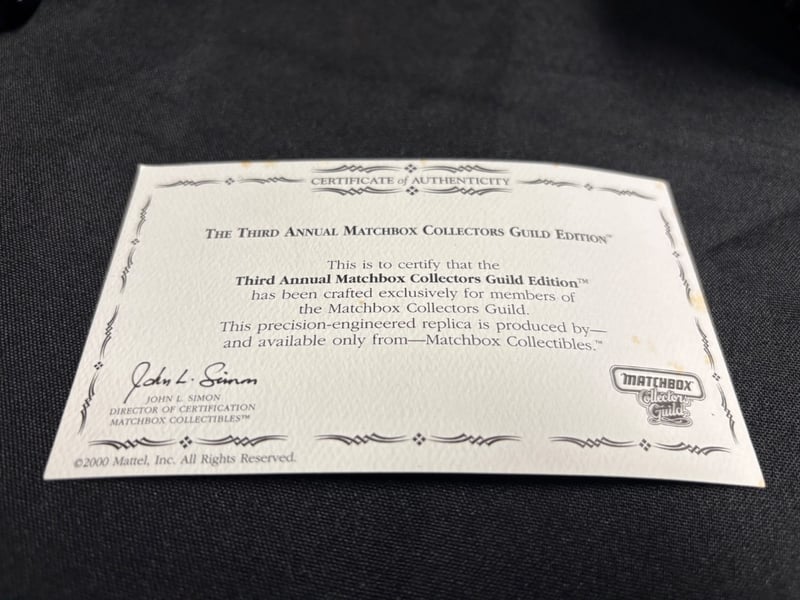 CERTIFICATE of AUTHENTICITY
THE THIRD ANNUAL MATCHBOX COLLECTORS GUILD EDITION™
This is to certify that the
Third Annual Matchbox Collectors Guild Edition™
has been crafted exclusively for members of
the Matchbox Collectors Guild.
This precision-engineered replica is produced by—
and available only from—Matchbox Collectibles.™
John L. Simon
JOHN L. SIMON
DIRECTOR OF CERTIFICATION
MATCHBOX COLLECTIBLES™
MATCHBOX
Collectors
Guild
©2000 Mattel, Inc. All Rights Reserved.